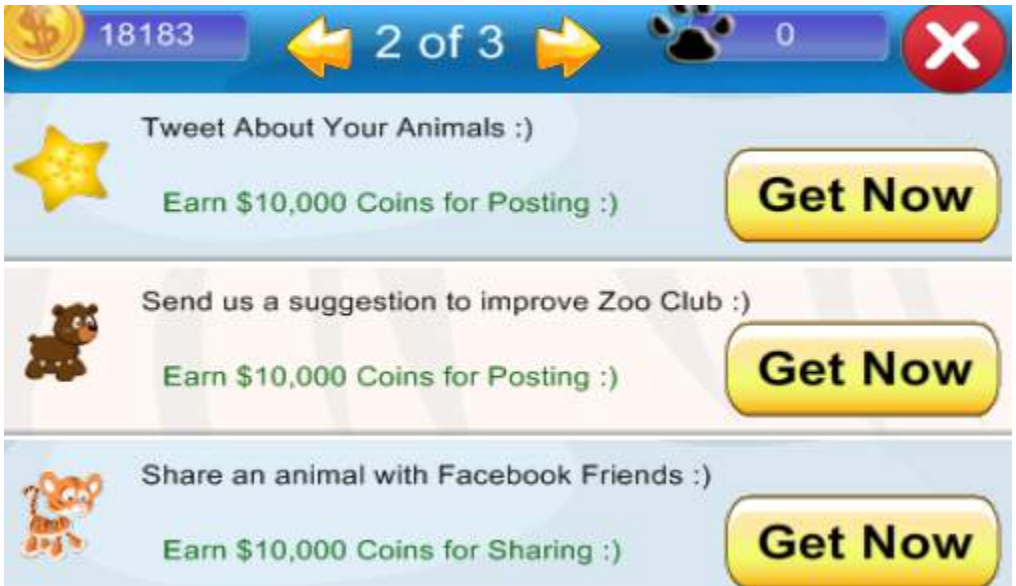 18183
2 of 3
0
Tweet About Your Animals :)
Earn $10,000 Coins for Posting :)
Get Now
Send us a suggestion to improve Zoo Club :)
Earn $10,000 Coins for Posting :)
Get Now
Share an animal with Facebook Friends :)
Earn $10,000 Coins for Sharing :)
Get Now